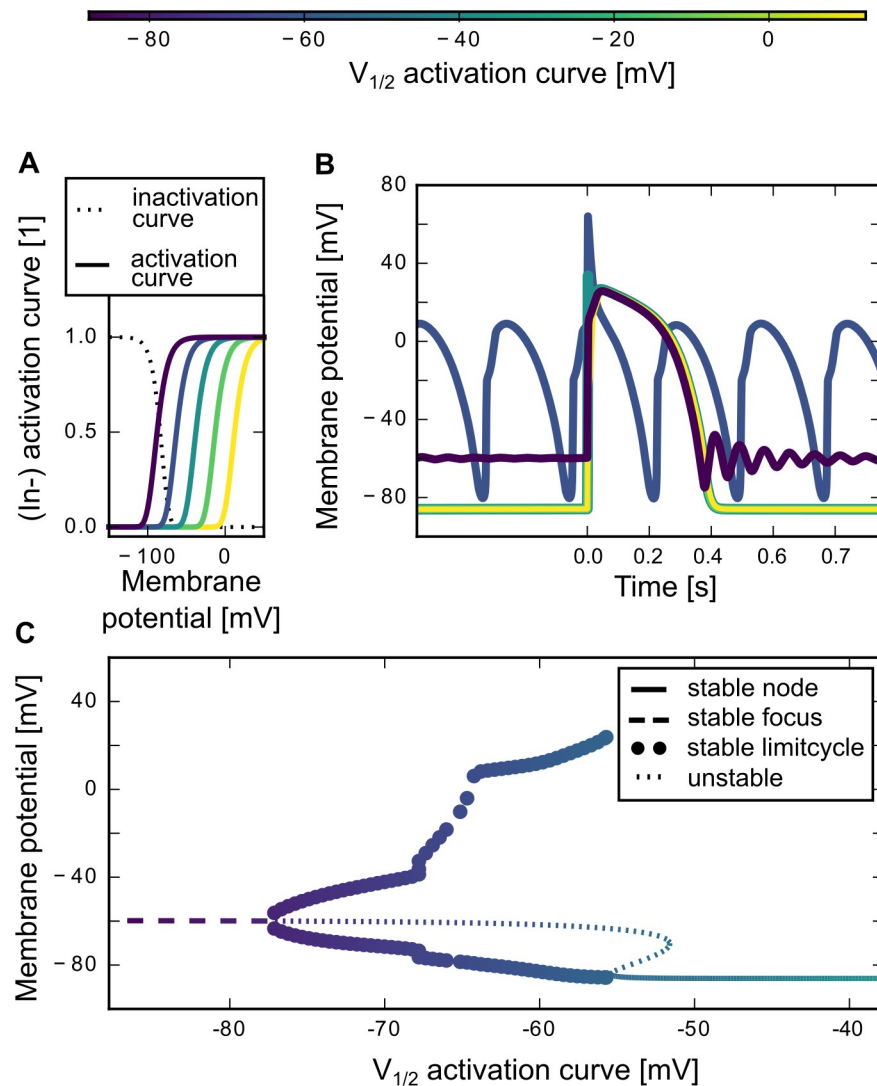 −80 −60 −40 −20 0
V1/2 activation curve [mV]
A
B
inactivation
curve
activation
curve
(In-) activation curve [1]
1.0
0.5
0.0
−100 0
Membrane
potential [mV]
Membrane potential [mV]
80
40
0
−40
−80
0.0 0.2 0.4 0.6 0.7
Time [s]
C
Membrane potential [mV]
40
0
−40
−80
stable node
stable focus
stable limitcycle
unstable
-80 -70 -60 -50 -40
V1/2 activation curve [mV]